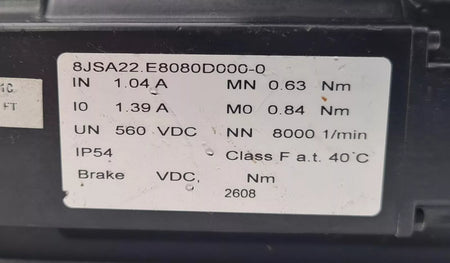 8JSA22.E8080D000-0
IN 1.04 A MN 0.63 Nm
I0 1.39 A M0 0.84 Nm
UN 560 VDC NN 8000 1/min
IP54 Class F a.t. 40°C
Brake VDC, Nm
2608
FT